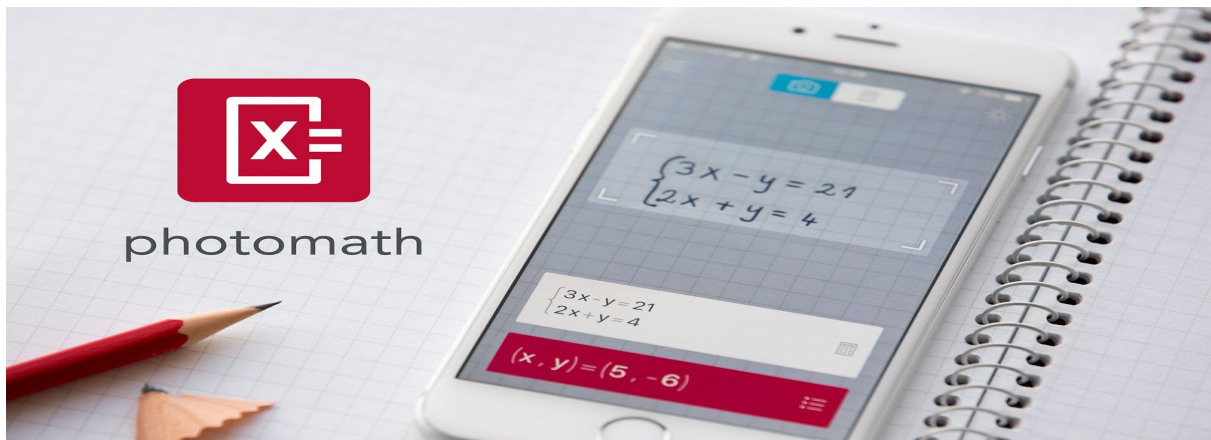 X=
photomath
3x - y = 21
2x + y = 4
3x-y=21
2x+y=4
(x, y)=(5, -6)